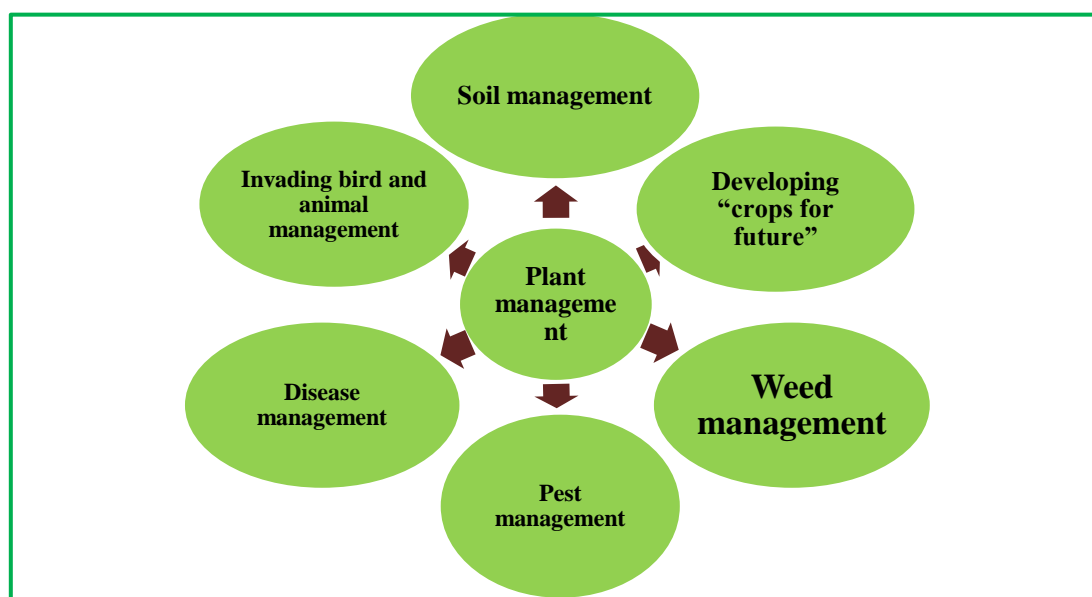 Soil management
Invading bird and
animal
management
Developing
“crops for
future”
Plant
manageme
nt
Disease
management
Weed
management
Pest
management